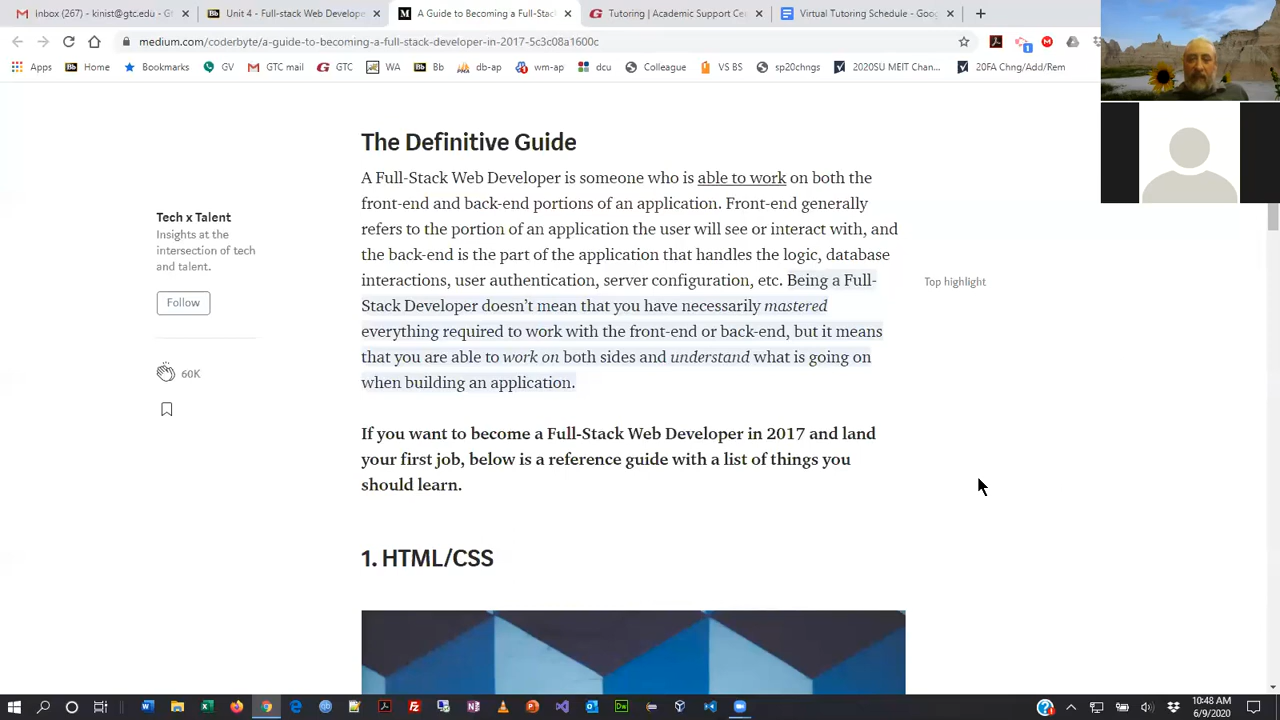 Inbox (267) - kinist@gtc.edu - Gt
Unit 4 - Full-stack Web Develope
A Guide to Becoming a Full-Stack
Tutoring | Academic Support Cen
Virtual Tutoring Schedule - Goog
medium.com/coderbyte/a-guide-to-becoming-a-full-stack-developer-in-2017-5c3c08a1600c
Apps
Home
Bookmarks
GV
GTC mail
GTC
WA
Bb
db-ap
wm-ap
dcu
Colleague
VS BS
sp20chngs
2020SU MEIT Chan...
20FA Chng/Add/Rem
The Definitive Guide
A Full-Stack Web Developer is someone who is able to work on both the
front-end and back-end portions of an application. Front-end generally
refers to the portion of an application the user will see or interact with, and
the back-end is the part of the application that handles the logic, database
interactions, user authentication, server configuration, etc. Being a Full-
Stack Developer doesn't mean that you have necessarily mastered
everything required to work with the front-end or back-end, but it means
that you are able to work on both sides and understand what is going on
when building an application.
Tech x Talent
Insights at the
intersection of tech
and talent.
Follow
60K
Top highlight
If you want to become a Full-Stack Web Developer in 2017 and land
your first job, below is a reference guide with a list of things you
should learn.
1. HTML/CSS
10:48 AM
6/9/2020